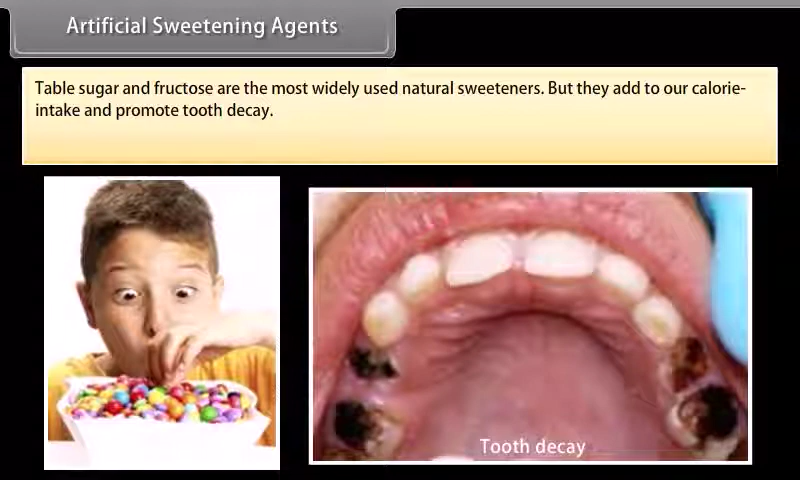 Artificial Sweetening Agents
Table sugar and fructose are the most widely used natural sweeteners. But they add to our calorie-
intake and promote tooth decay.
Tooth decay